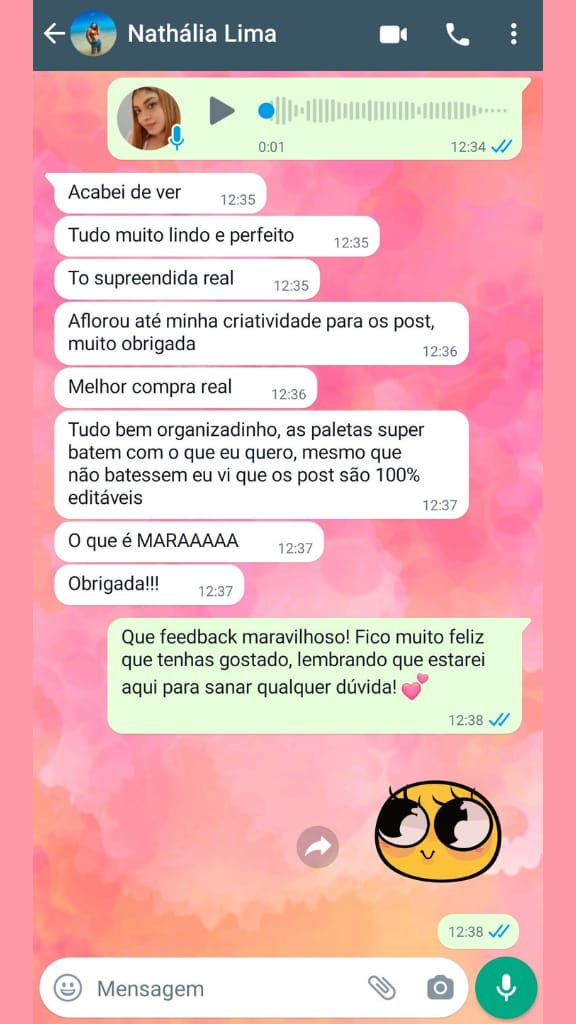 Nathália Lima
0:01
12:34
Acabei de ver
12:35
Tudo muito lindo e perfeito
12:35
To supreendida real
12:35
Aflorou até minha criatividade para os post,
muito obrigada
12:36
Melhor compra real
12:36
Tudo bem organizadinho, as paletas super
batem com o que eu quero, mesmo que
não batessem eu vi que os post são 100%
editáveis
12:37
O que é MARAAAAA
12:37
Obrigada!!!
12:37
Que feedback maravilhoso! Fico muito feliz
que tenhas gostado, lembrando que estarei
aqui para sanar qualquer dúvida! 💕
12:38
12:38
Mensagem